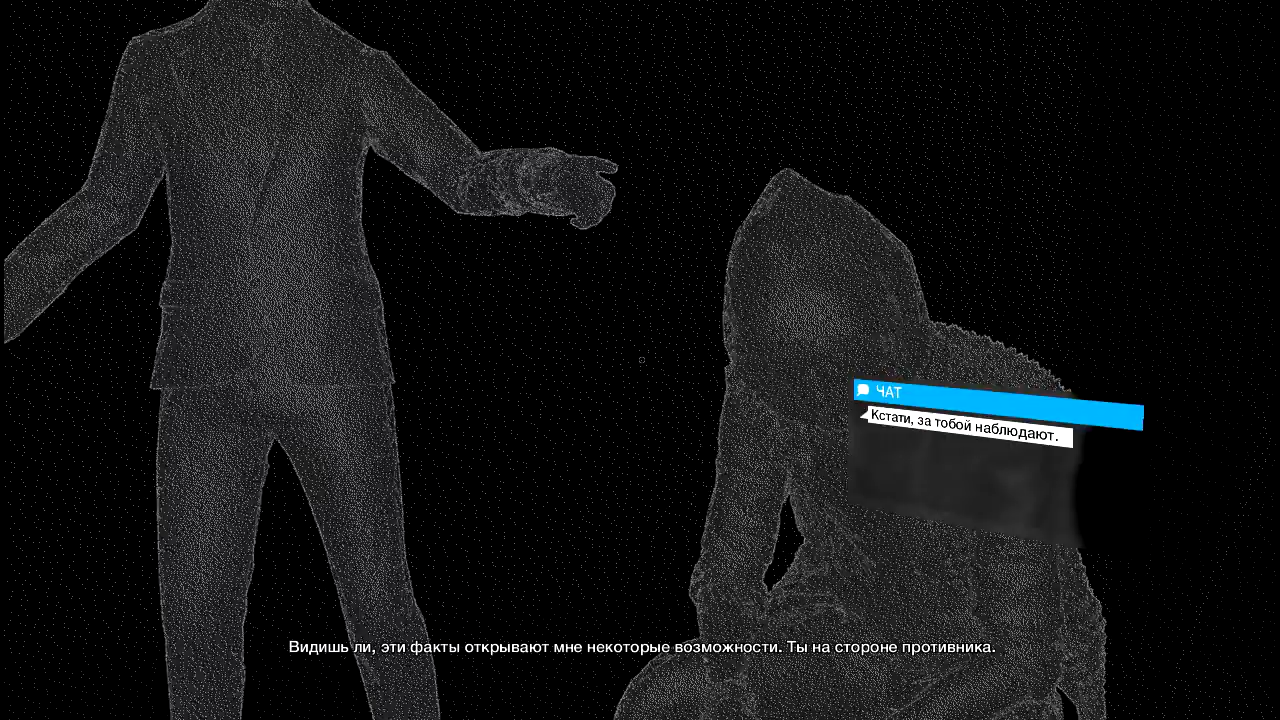 ЧАТ
Кстати, за тобой наблюдают.
Видишь ли, эти факты открывают мне некоторые возможности. Ты на стороне противника.